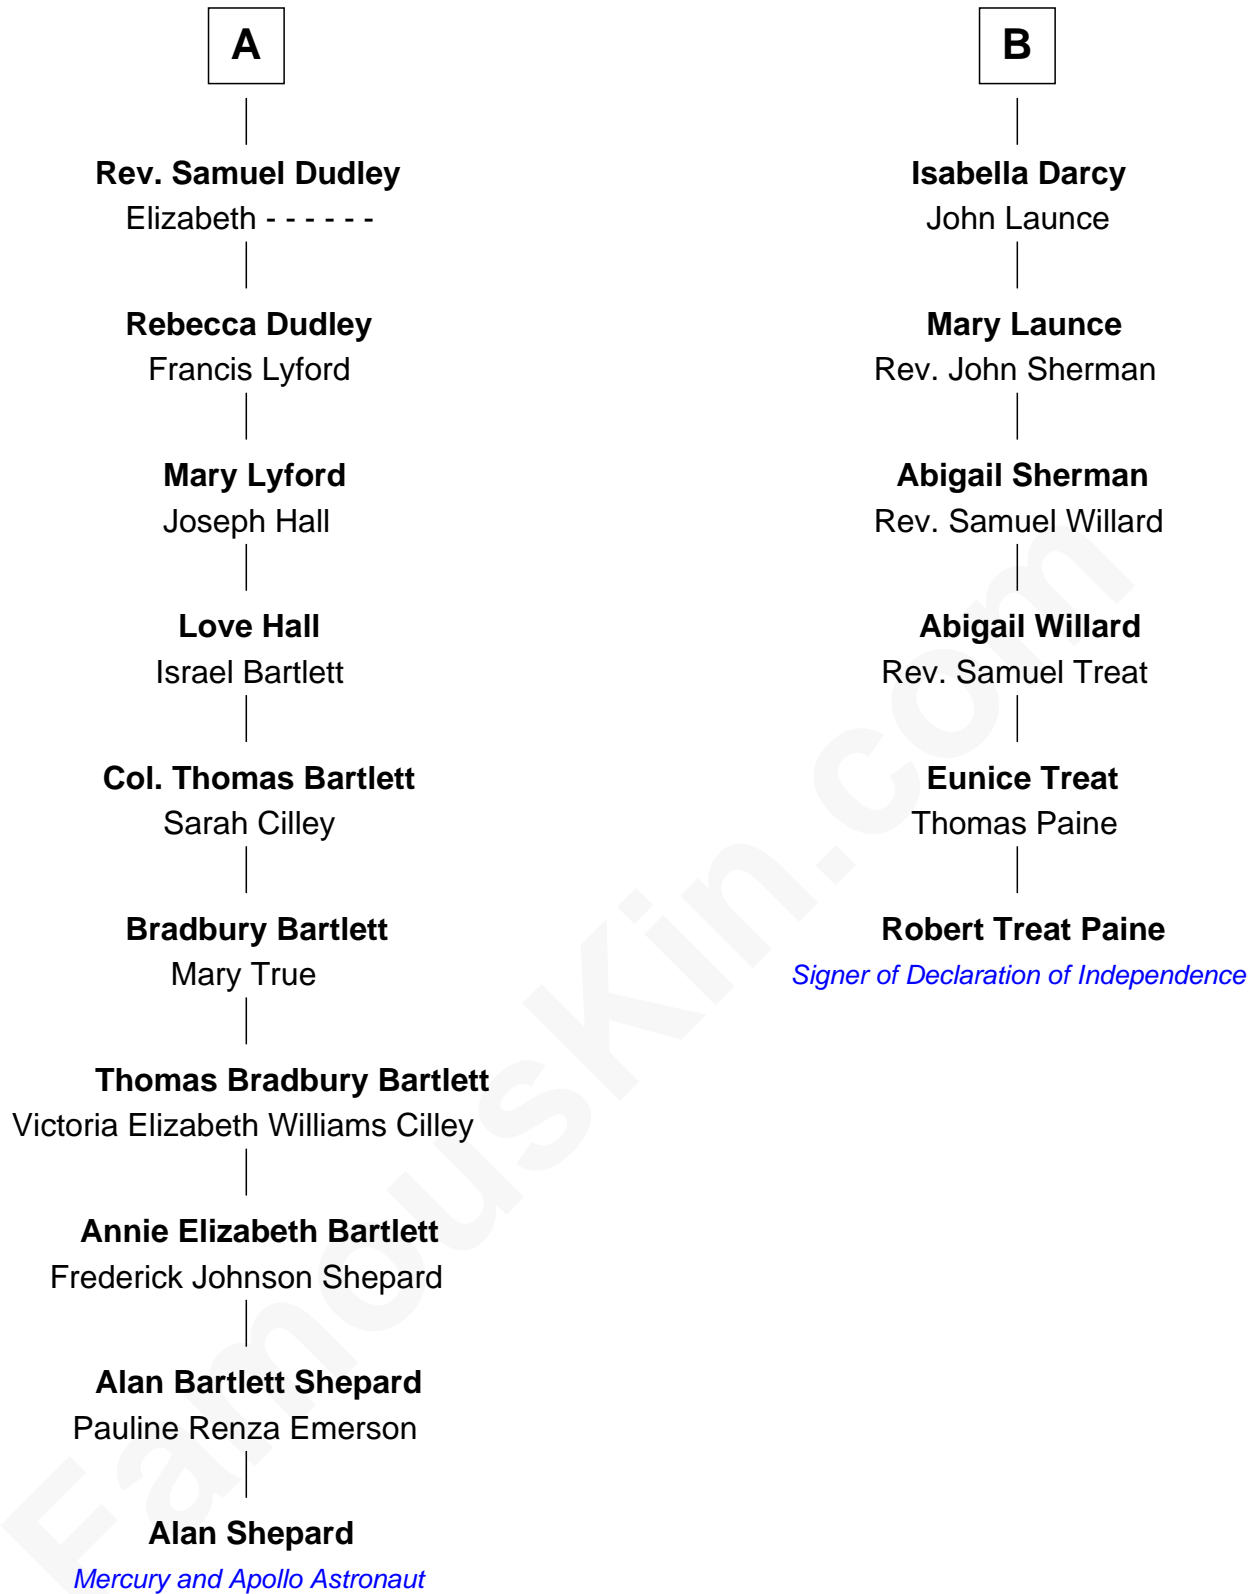 A
Rev. Samuel Dudley
Elizabeth - - - - - -
Rebecca Dudley
Francis Lyford
Mary Lyford
Joseph Hall
Love Hall
Israel Bartlett
Col. Thomas Bartlett
Sarah Cilley
Bradbury Bartlett
Mary True
Thomas Bradbury Bartlett
Victoria Elizabeth Williams Cilley
Annie Elizabeth Bartlett
Frederick Johnson Shepard
Alan Bartlett Shepard
Pauline Renza Emerson
Alan Shepard
Mercury and Apollo Astronaut
B
Isabella Darcy
John Launce
Mary Launce
Rev. John Sherman
Abigail Sherman
Rev. Samuel Willard
Abigail Willard
Rev. Samuel Treat
Eunice Treat
Thomas Paine
Robert Treat Paine
Signer of Declaration of Independence
FamousKin.com